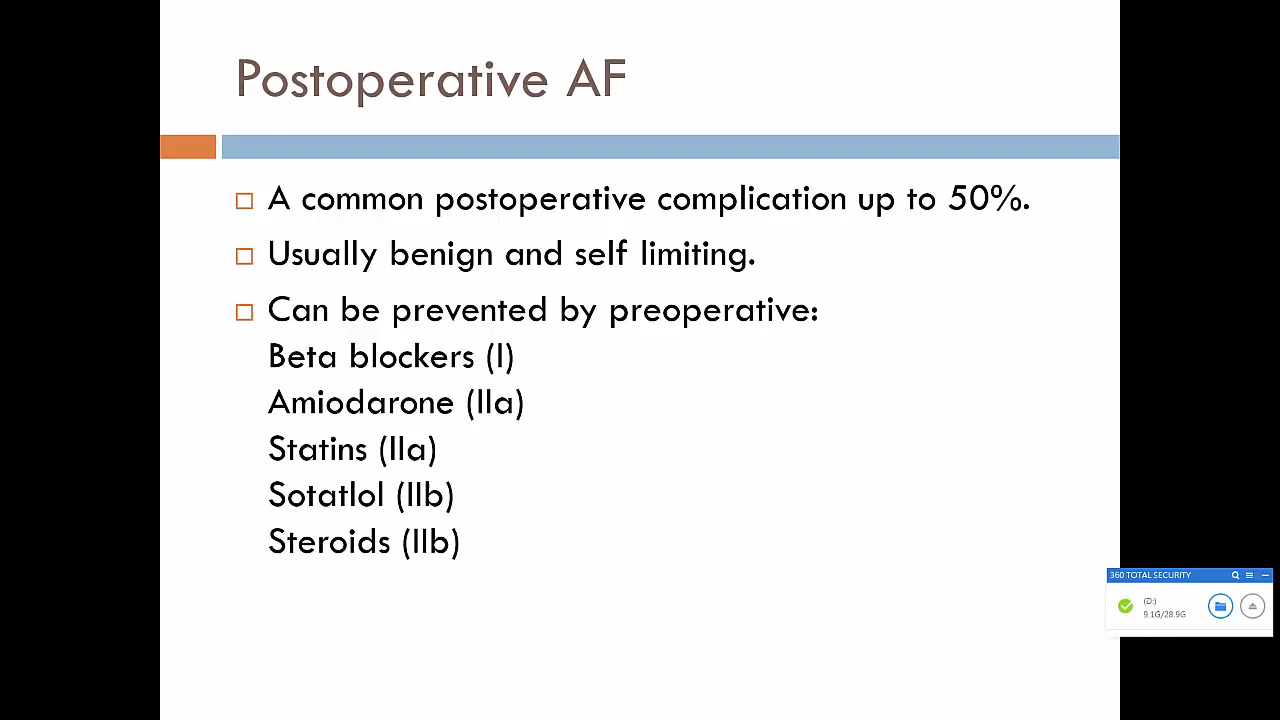 Postoperative AF
A common postoperative complication up to 50%.
Usually benign and self limiting.
Can be prevented by preoperative:
Beta blockers (I)
Amiodarone (IIa)
Statins (IIa)
Sotatlol (IIb)
Steroids (IIb)
360 TOTAL SECURITY
(D:)
9.1G/28.9G